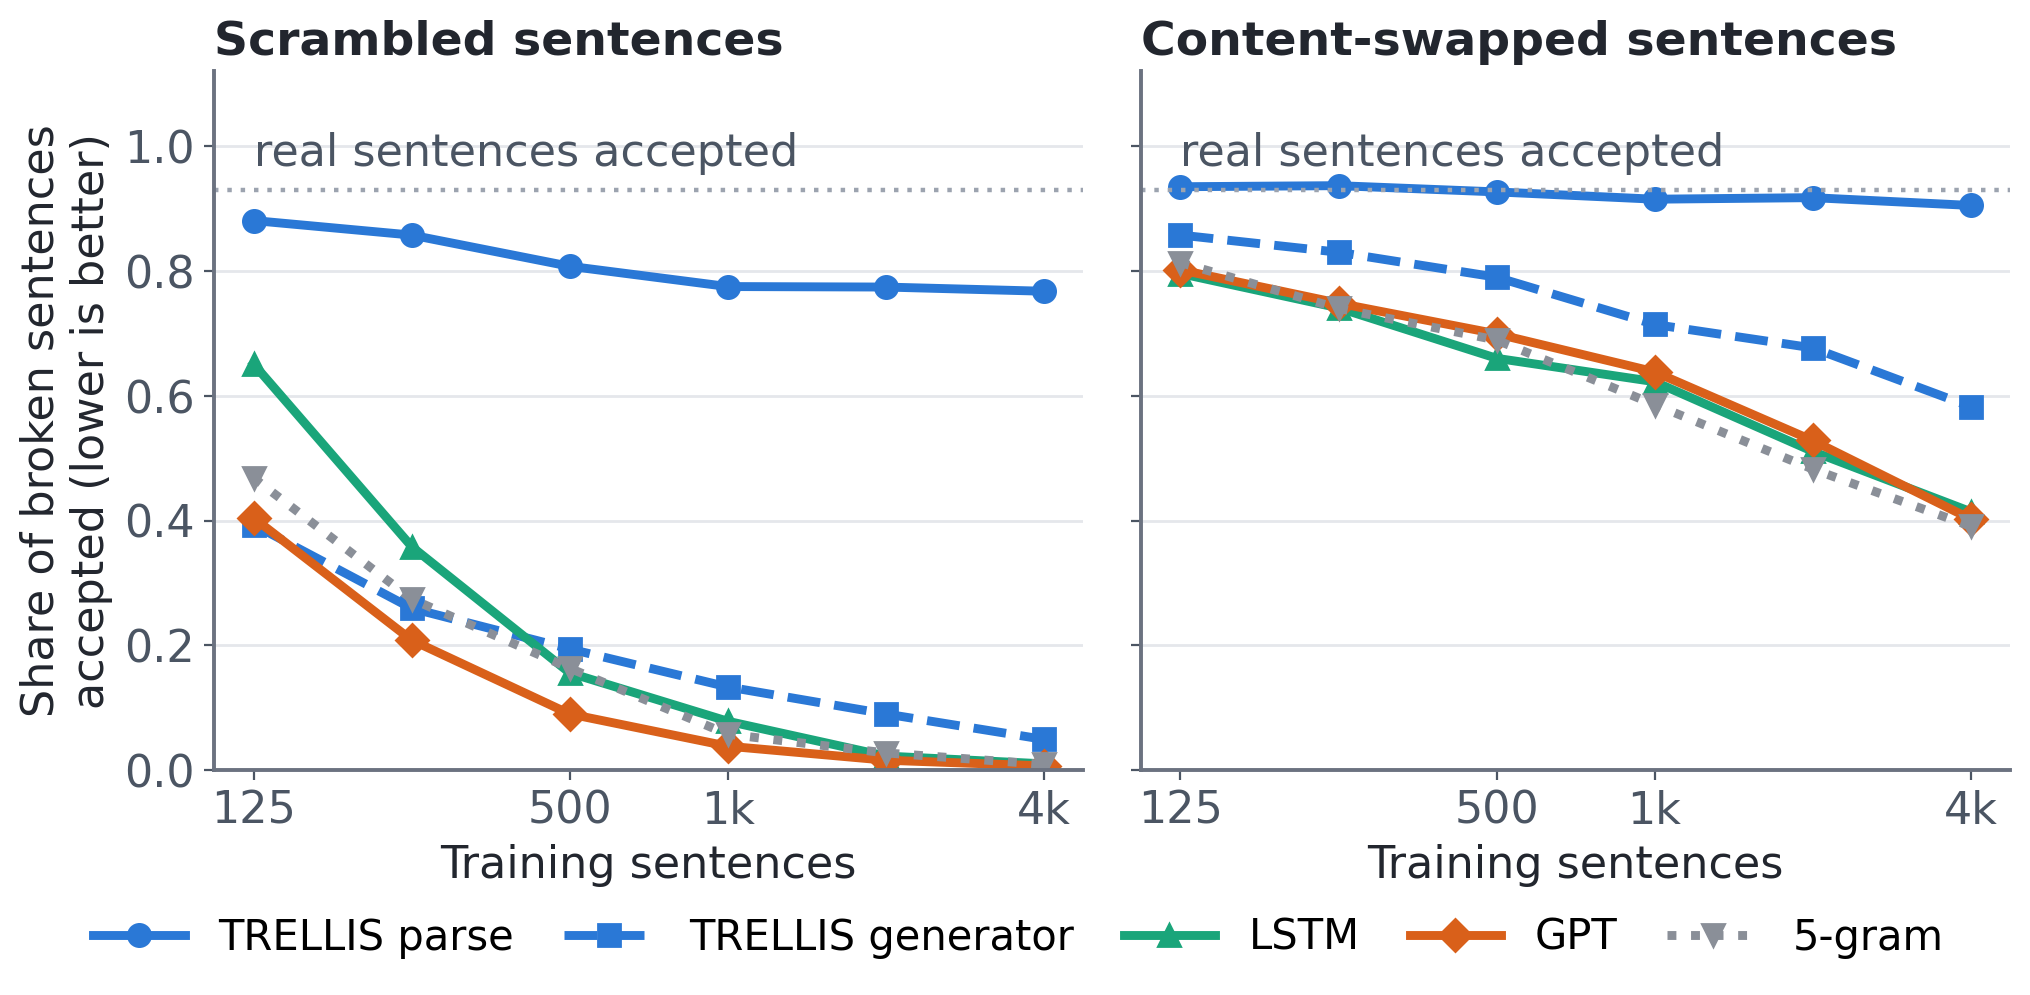 Scrambled sentences
Content-swapped sentences
Share of broken sentences
accepted (lower is better)
1.0
0.8
0.6
0.4
0.2
0.0
real sentences accepted
real sentences accepted
125
500
1k
4k
125
500
1k
4k
Training sentences
Training sentences
TRELLIS parse
TRELLIS generator
LSTM
GPT
5-gram